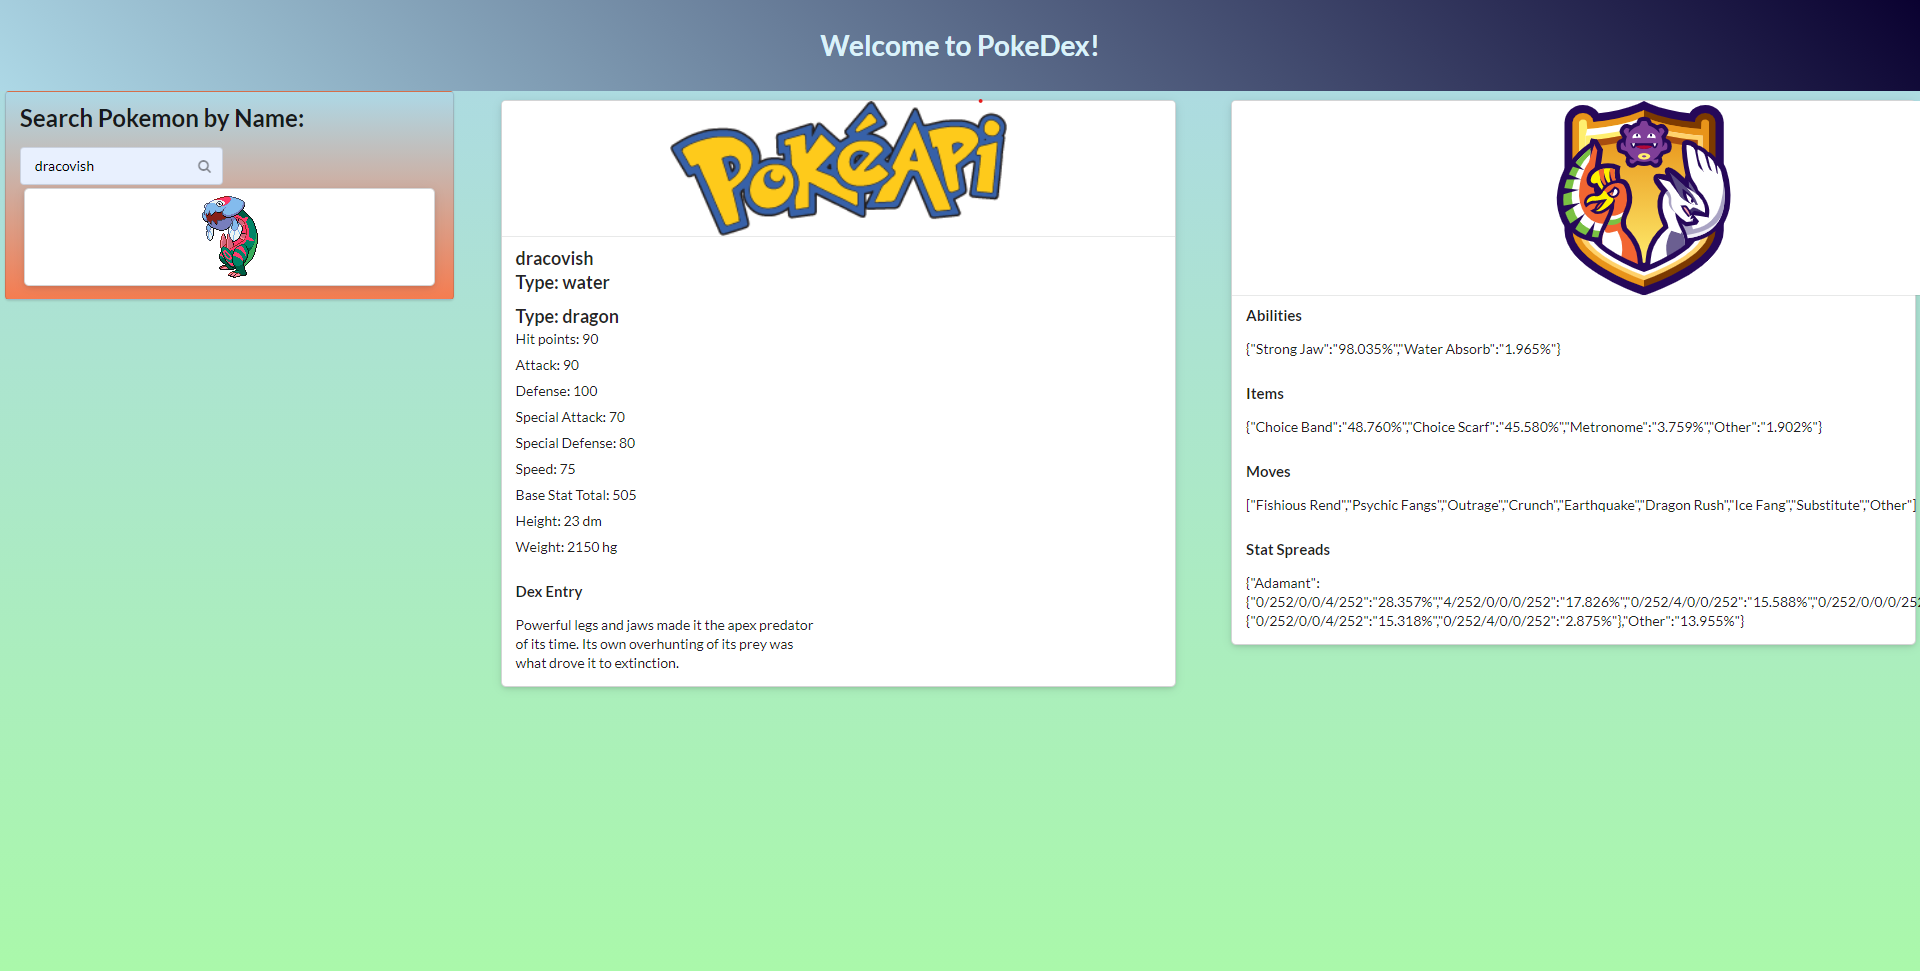 Welcome to PokeDex!
Search Pokemon by Name:
dracovish
PokéAPi
dracovish
Type: water
Type: dragon
Hit points: 90
Attack: 90
Defense: 100
Special Attack: 70
Special Defense: 80
Speed: 75
Base Stat Total: 505
Height: 23 dm
Weight: 2150 hg
Dex Entry
Powerful legs and jaws made it the apex predator
of its time. Its own overhunting of its prey was
what drove it to extinction.
Abilities
{"Strong Jaw":"98.035%","Water Absorb":"1.965%"}
Items
{"Choice Band":"48.760%","Choice Scarf":"45.580%","Metronome":"3.759%","Other":"1.902%"}
Moves
["Fishious Rend","Psychic Fangs","Outrage","Crunch","Earthquake","Dragon Rush","Ice Fang","Substitute","Other"]
Stat Spreads
{"Adamant":
{"0/252/0/0/4/252":"28.357%","4/252/0/0/0/252":"17.826%","0/252/4/0/0/252":"15.588%","0/252/0/0/0/252
{"0/252/0/0/4/252":"15.318%","0/252/4/0/0/252":"2.875%"},"Other":"13.955%"}